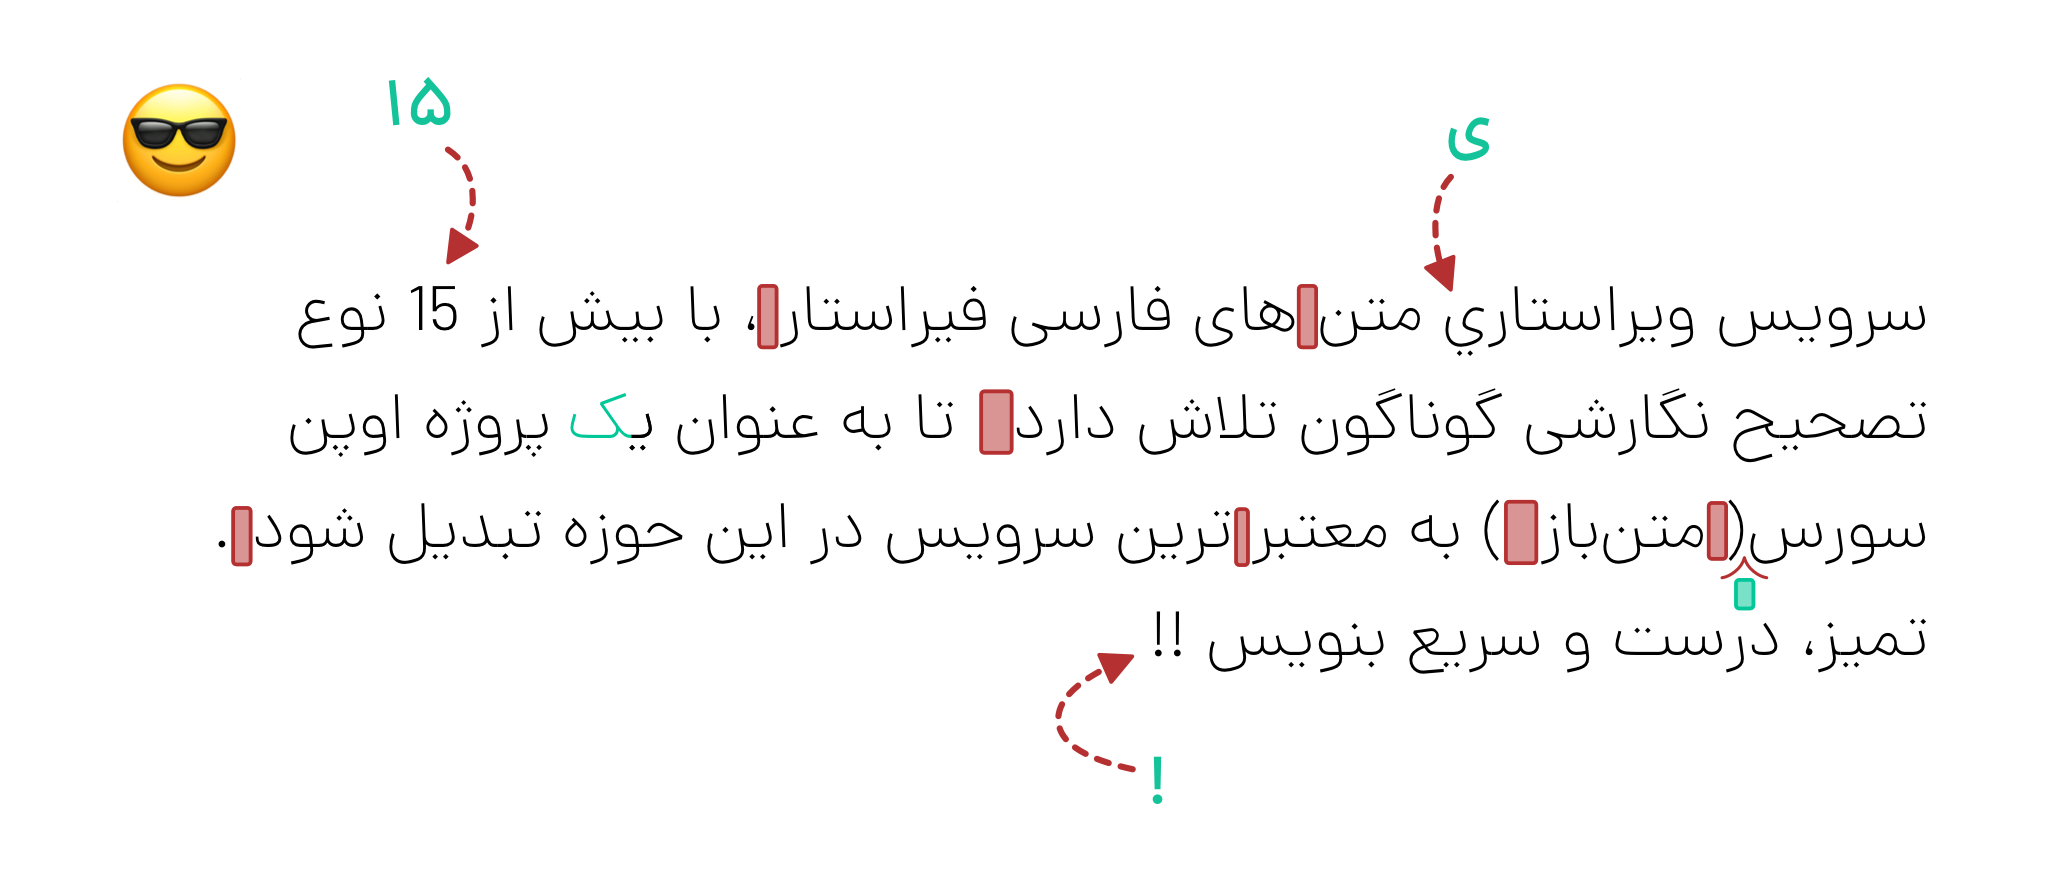 ۱۵
ی
سرویس ویراستاري متن های فارسی فیراستار ، با بیش از 15 نوع
تصحیح نگارشی گوناگون تلاش دارد  تا به عنوان یک پروژه اوپن
سورس( متن‌باز ) به معتبر ترین سرویس در این حوزه تبدیل شود .
تمیز، درست و سریع بنویس !!
!